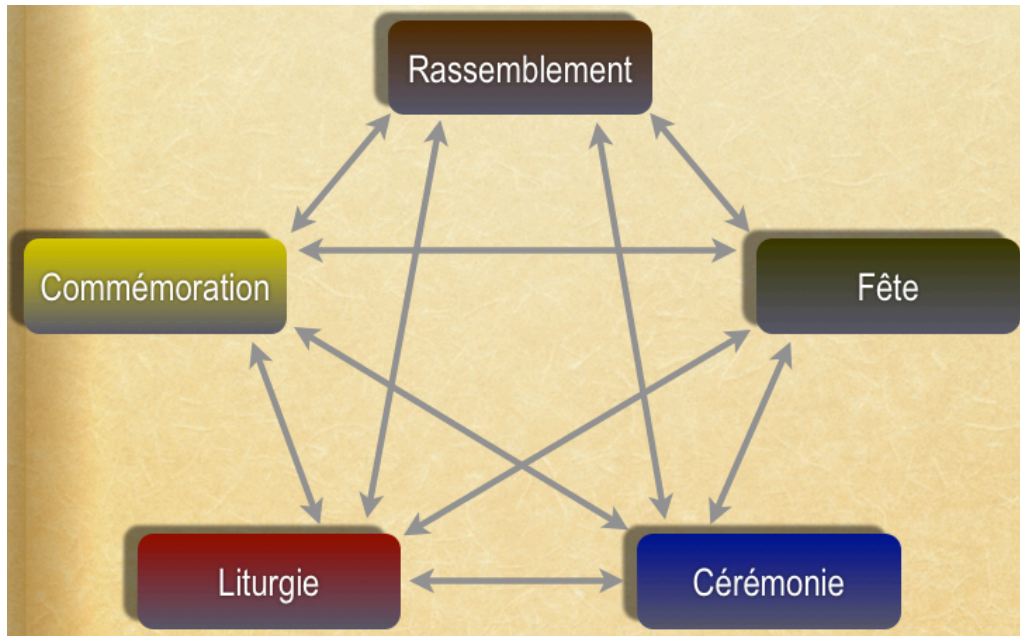 Rassemblement
Commémoration
Fête
Liturgie
Cérémonie